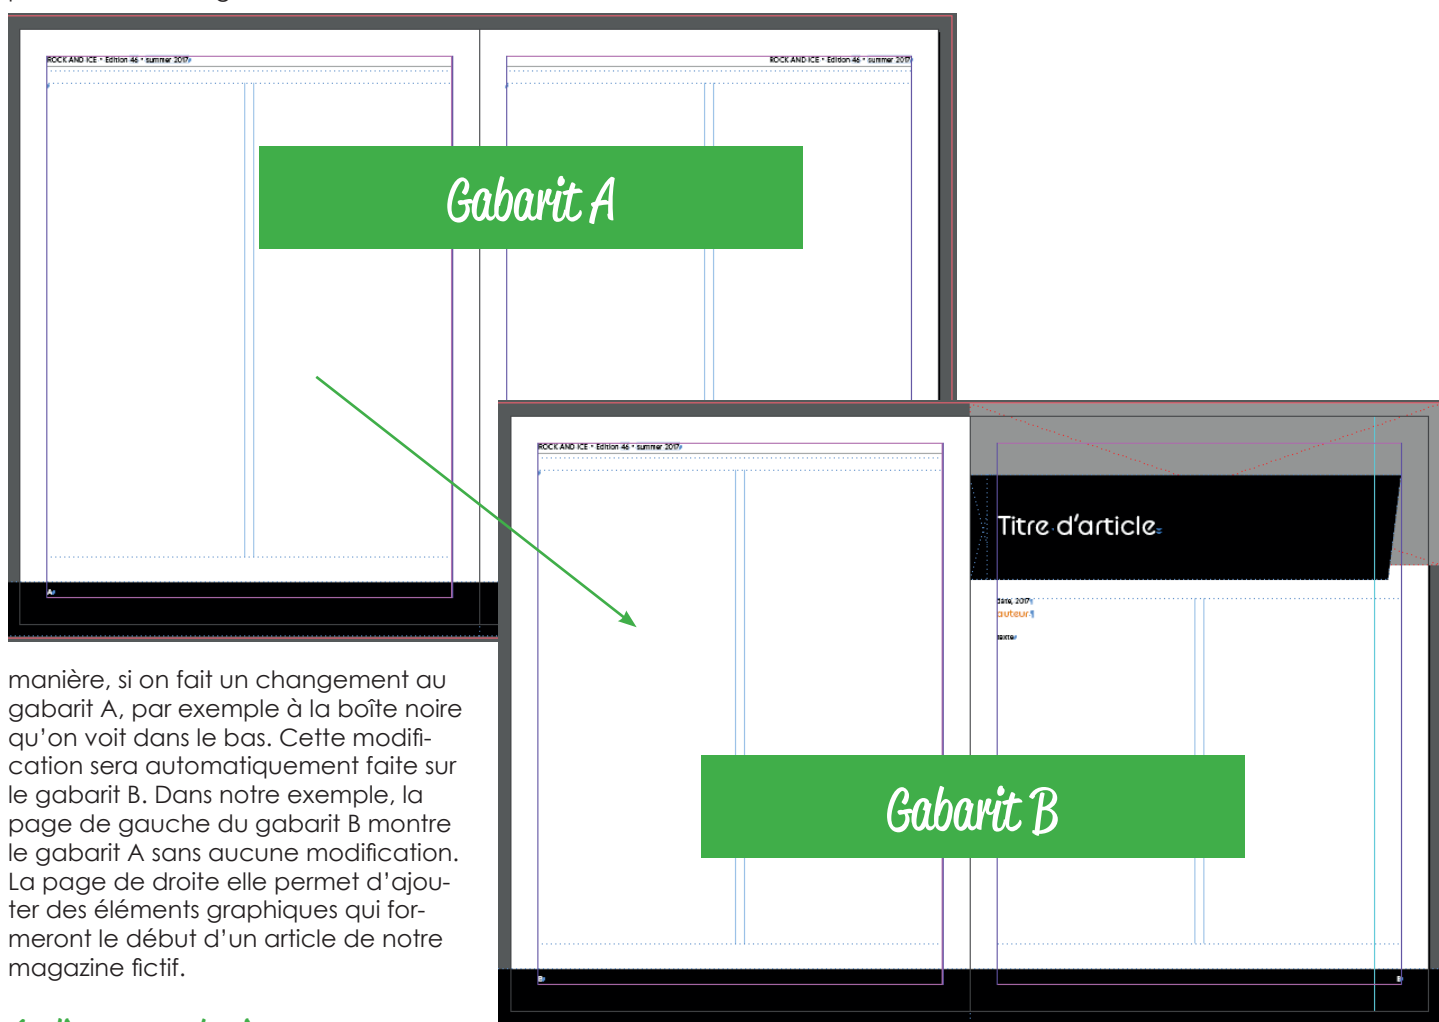 ROCK AND ICE • Edition 46 • summer 2017
ROCK AND ICE • Edition 46 • summer 2017
Gabarit A
A
ROCK AND ICE • Edition 46 • summer 2017
Titre d'article
date, 2017
auteur
texte
Gabarit B
B
B
manière, si on fait un changement au
gabarit A, par exemple à la boîte noire
qu'on voit dans le bas. Cette modifi-
cation sera automatiquement faite sur
le gabarit B. Dans notre exemple, la
page de gauche du gabarit B montre
le gabarit A sans aucune modification.
La page de droite elle permet d'ajou-
ter des éléments graphiques qui for-
meront le début d'un article de notre
magazine fictif.